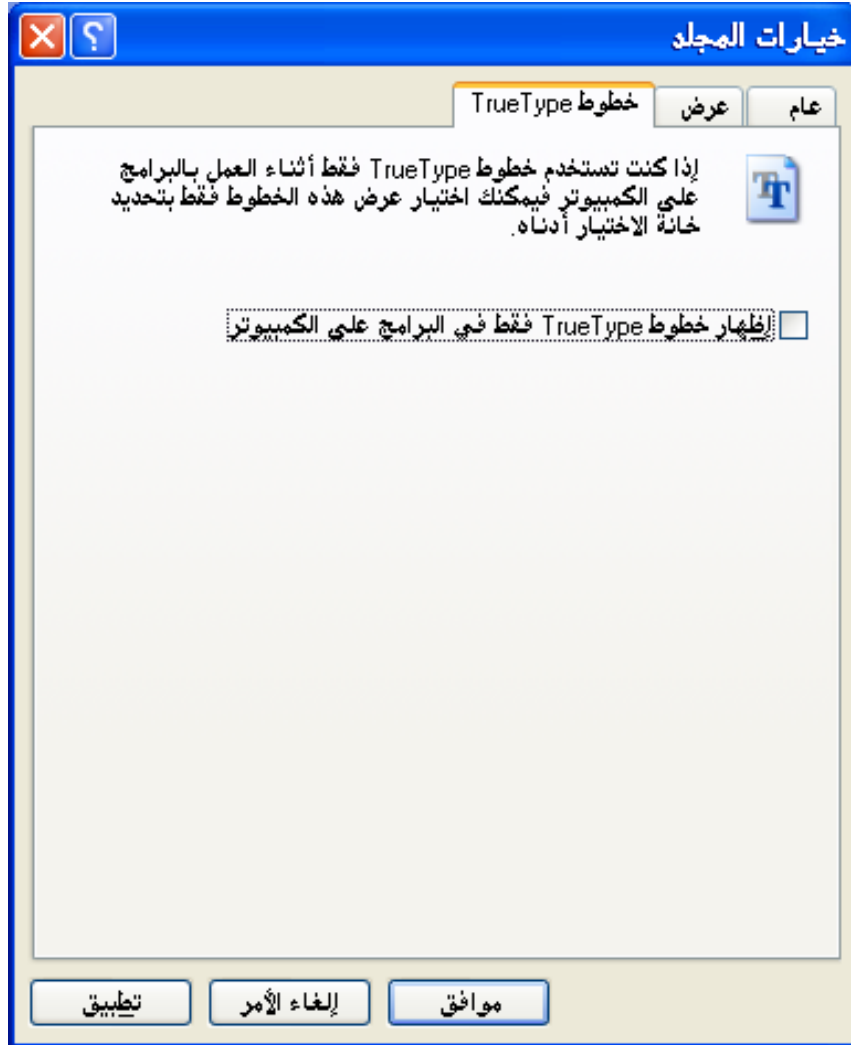 خيارات المجلد
عام
عرض
خطوط TrueType
إذا كنت تستخدم خطوط TrueType فقط أثناء العمل بالبرامج
على الكمبيوتر فيمكنك اختيار عرض هذه الخطوط فقط بتحديد
خانة الاختيار أدناه.
إظهار خطوط TrueType فقط في البرامج على الكمبيوتر
موافق
إلغاء الأمر
تطبيق